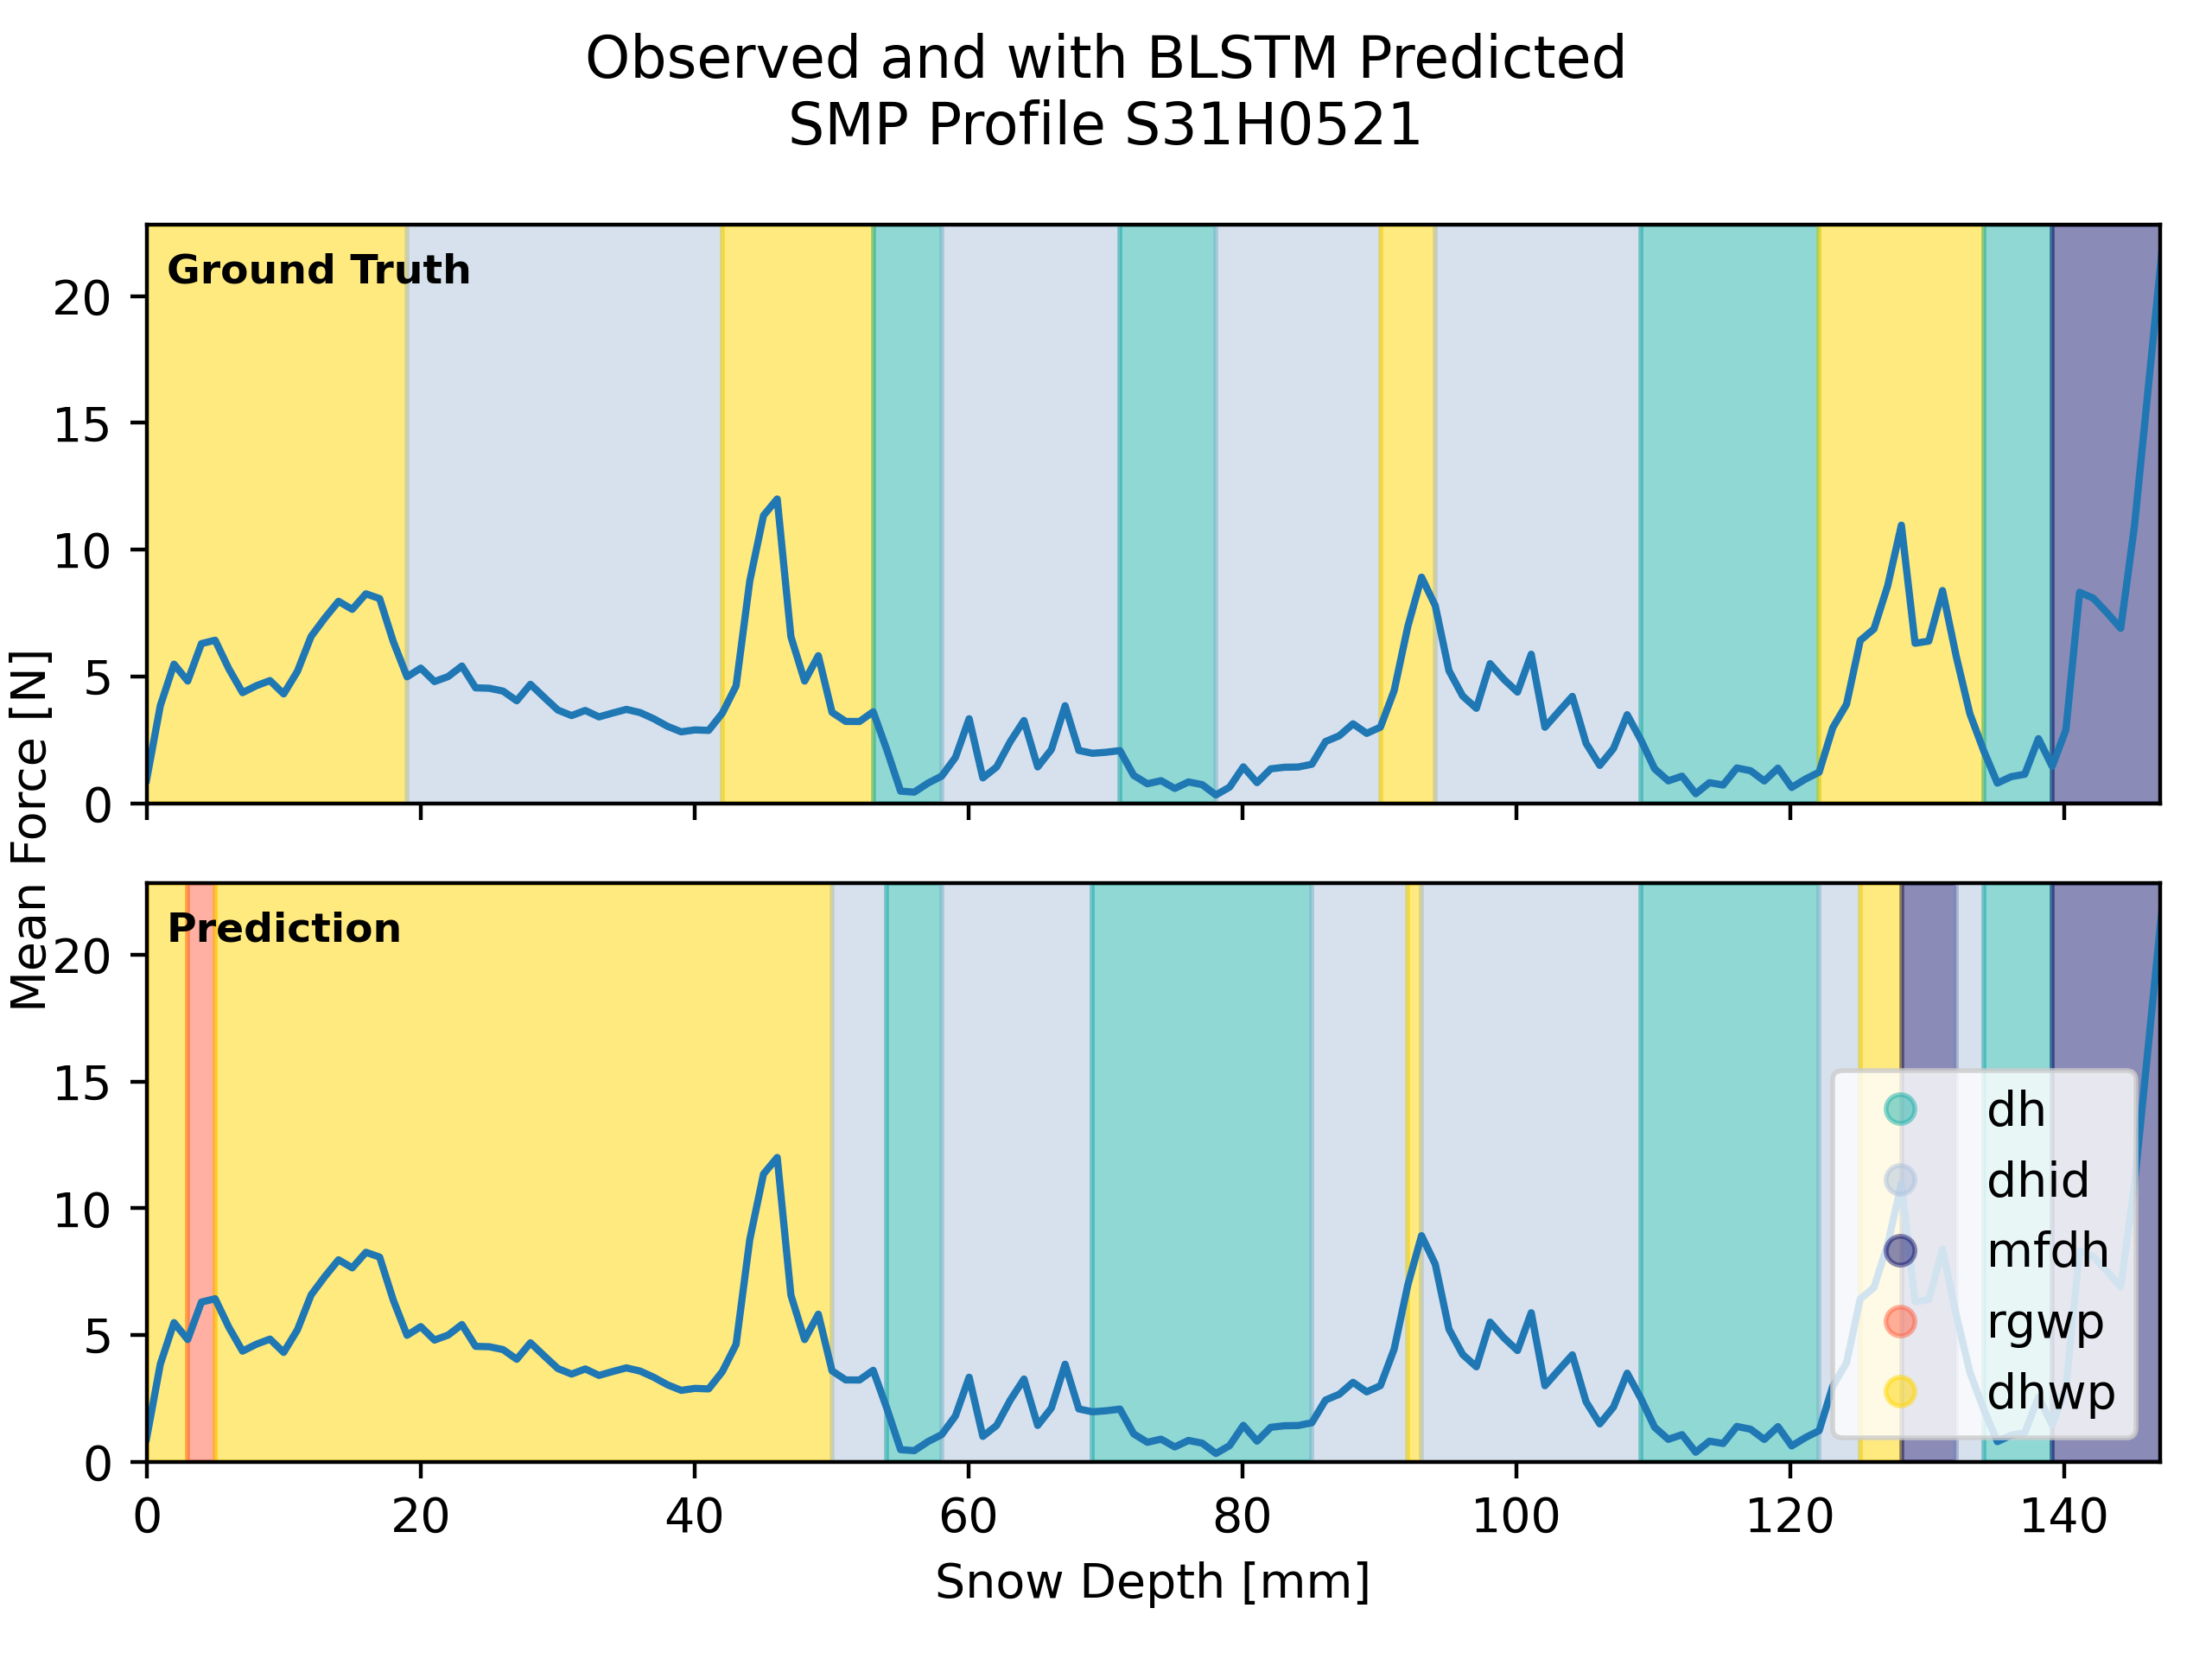 Observed and with BLSTM Predicted
SMP Profile S31H0521
Ground Truth
20
15
10
5
0
Mean Force [N]
Prediction
20
15
10
5
0
dh
dhid
mfdh
rgwp
dhwp
0 20 40 60 80 100 120 140
Snow Depth [mm]